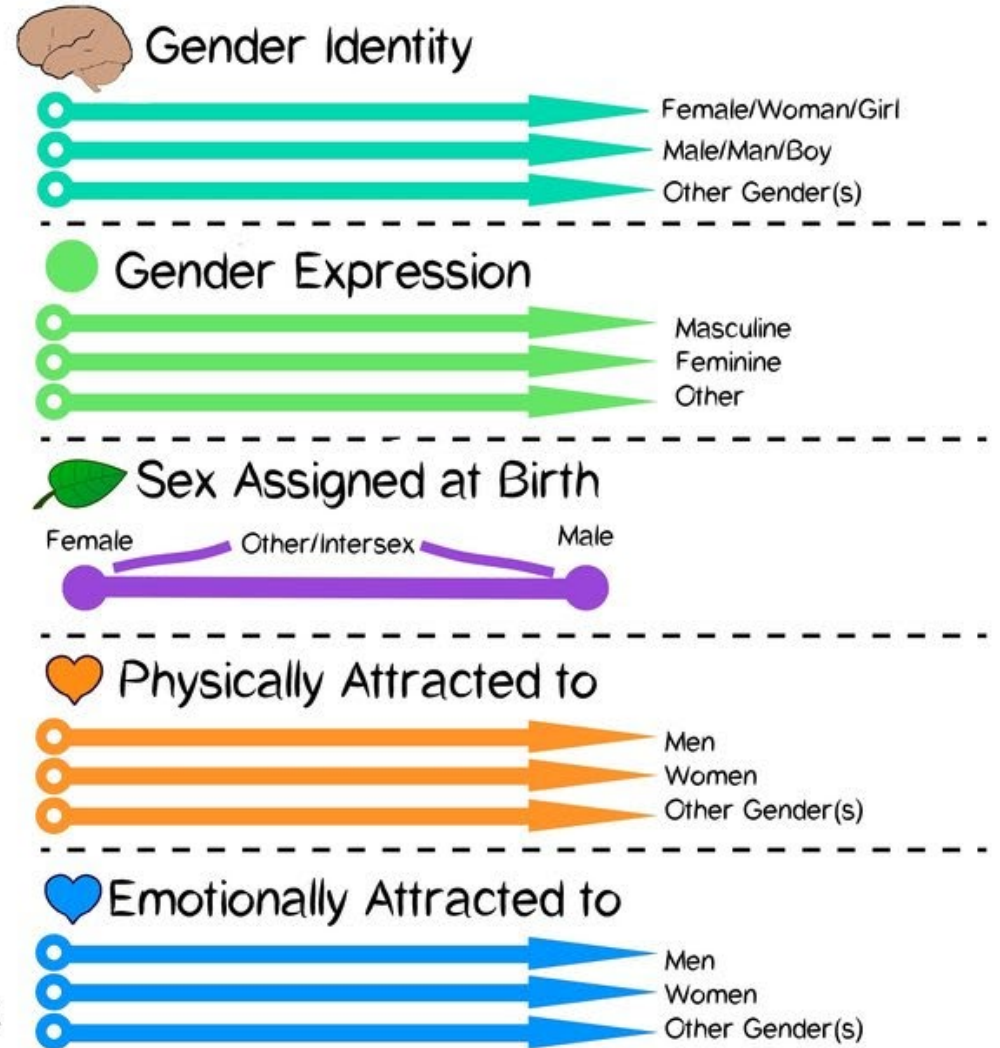 Gender Identity
Female/Woman/Girl
Male/Man/Boy
Other Gender(s)
Gender Expression
Masculine
Feminine
Other
Sex Assigned at Birth
Female Other/Intersex Male
Physically Attracted to
Men
Women
Other Gender(s)
Emotionally Attracted to
Men
Women
Other Gender(s)